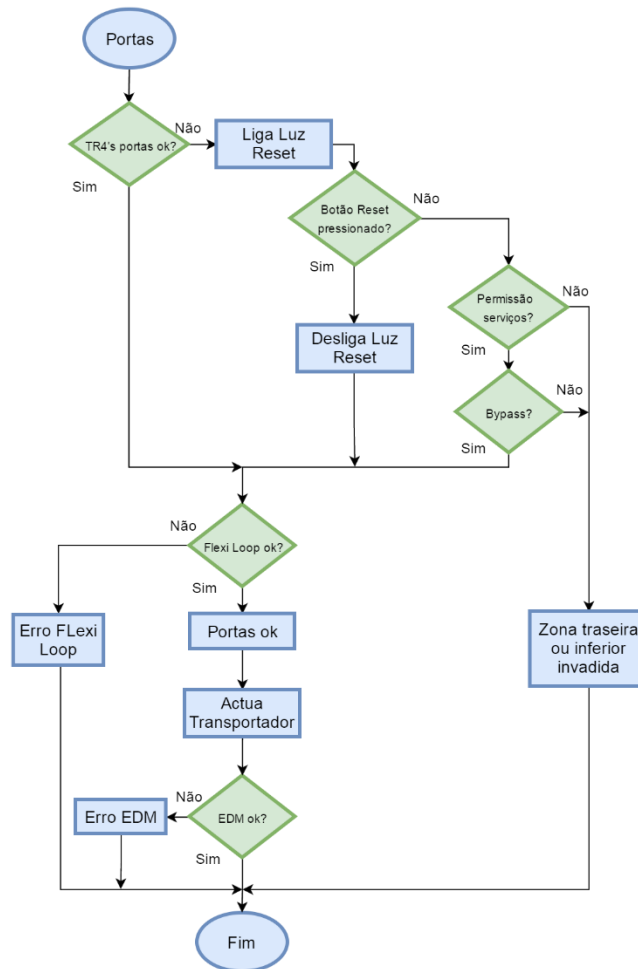 Portas
TR4's portas ok?
Não
Sim
Liga Luz
Reset
Botão Reset
pressionado?
Não
Sim
Permissão
serviços?
Não
Sim
Desliga Luz
Reset
Bypass?
Não
Sim
Flexi Loop ok?
Não
Sim
Erro FLexi
Loop
Portas ok
Zona traseira
ou inferior
invadida
Actua
Transportador
EDM ok?
Não
Sim
Erro EDM
Fim